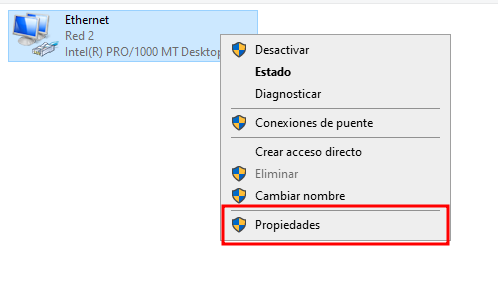 Ethernet
Red 2
Intel(R) PRO/1000 MT Desktop
Desactivar
Estado
Diagnosticar
Conexiones de puente
Crear acceso directo
Eliminar
Cambiar nombre
Propiedades